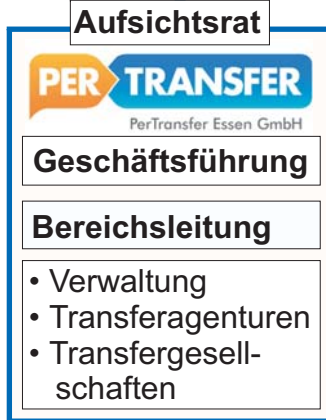 Aufsichtsrat
PER TRANSFER
PerTransfer Essen GmbH
Geschäftsführung
Bereichsleitung
• Verwaltung
• Transferagenturen
• Transfergesell-
schaften